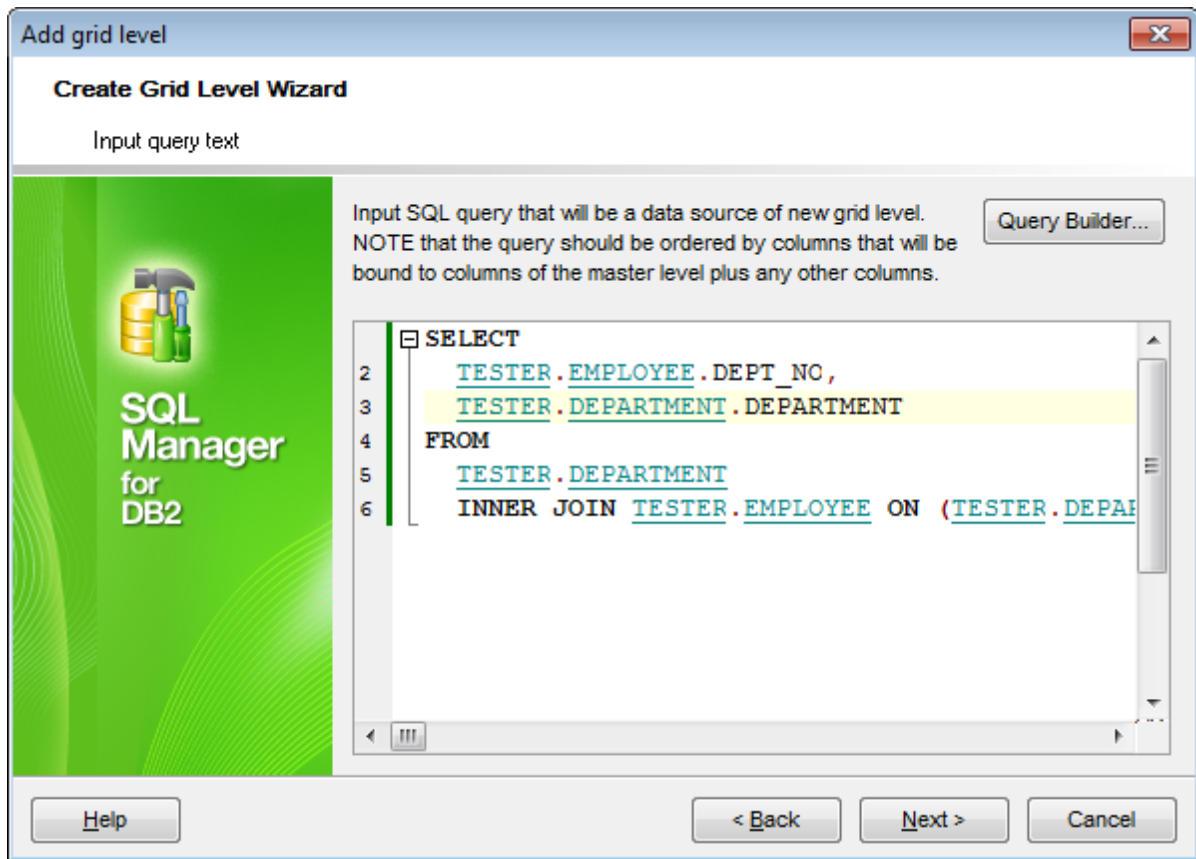 Add grid level
Create Grid Level Wizard
Input query text
Input SQL query that will be a data source of new grid level.
NOTE that the query should be ordered by columns that will be
bound to columns of the master level plus any other columns.
Query Builder...
SQL
Manager
for
DB2
SELECT
2 TESTER.EMPLOYEE.DEPT_NO,
3 TESTER.DEPARTMENT.DEPARTMENT
4 FROM
5 TESTER.DEPARTMENT
6 INNER JOIN TESTER.EMPLOYEE ON (TESTER.DEPAR
Help
< Back
Next >
Cancel